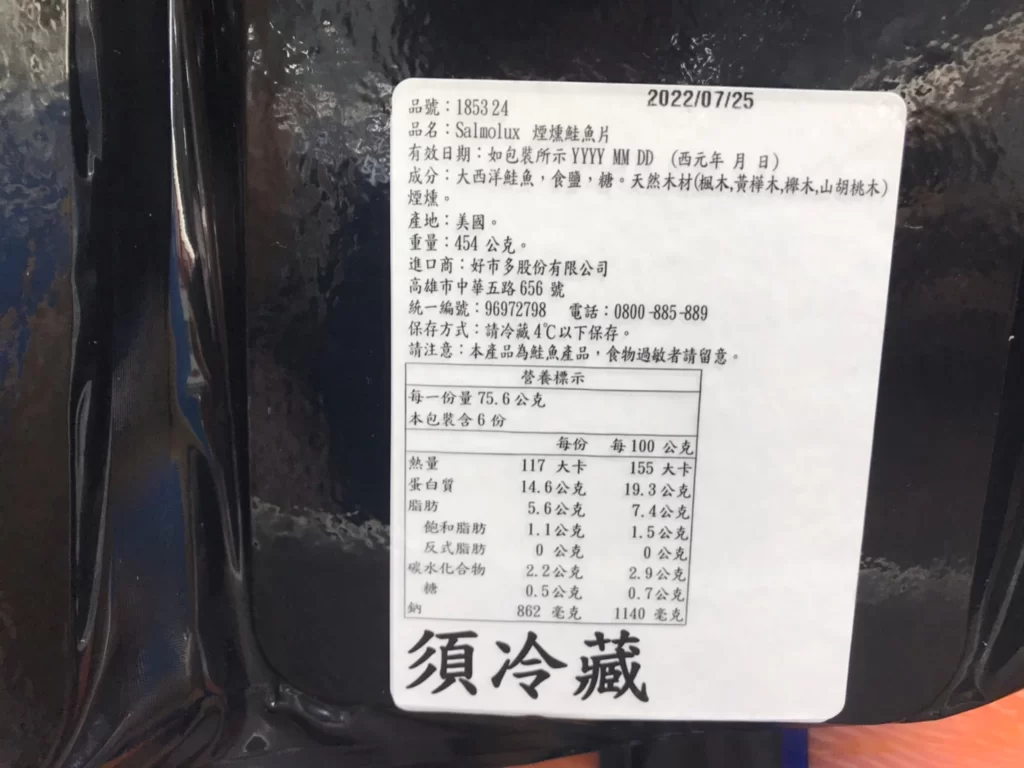 2022/07/25
品號：185324
品名：Salmolux 煙燻鮭魚片
有效日期：如包裝所示 YYYY MM DD (西元年 月 日)
成分：大西洋鮭魚，食鹽，糖。天然木材(楓木,黃樺木,櫸木,山胡桃木)
煙燻。
產地：美國。
重量：454 公克。
進口商：好市多股份有限公司
高雄市中華五路 656 號
統一編號：96972798 電話：0800-885-889
保存方式：請冷藏 4℃以下保存。
請注意：本產品為鮭魚產品，食物過敏者請留意。
營養標示
每一份量 75.6 公克
本包裝含 6 份
每份 每 100 公克
熱量 117 大卡 155 大卡
蛋白質 14.6 公克 19.3 公克
脂肪 5.6 公克 7.4 公克
飽和脂肪 1.1 公克 1.5 公克
反式脂肪 0 公克 0 公克
碳水化合物 2.2 公克 2.9 公克
糖 0.5 公克 0.7 公克
鈉 862 毫克 1140 毫克
須冷藏